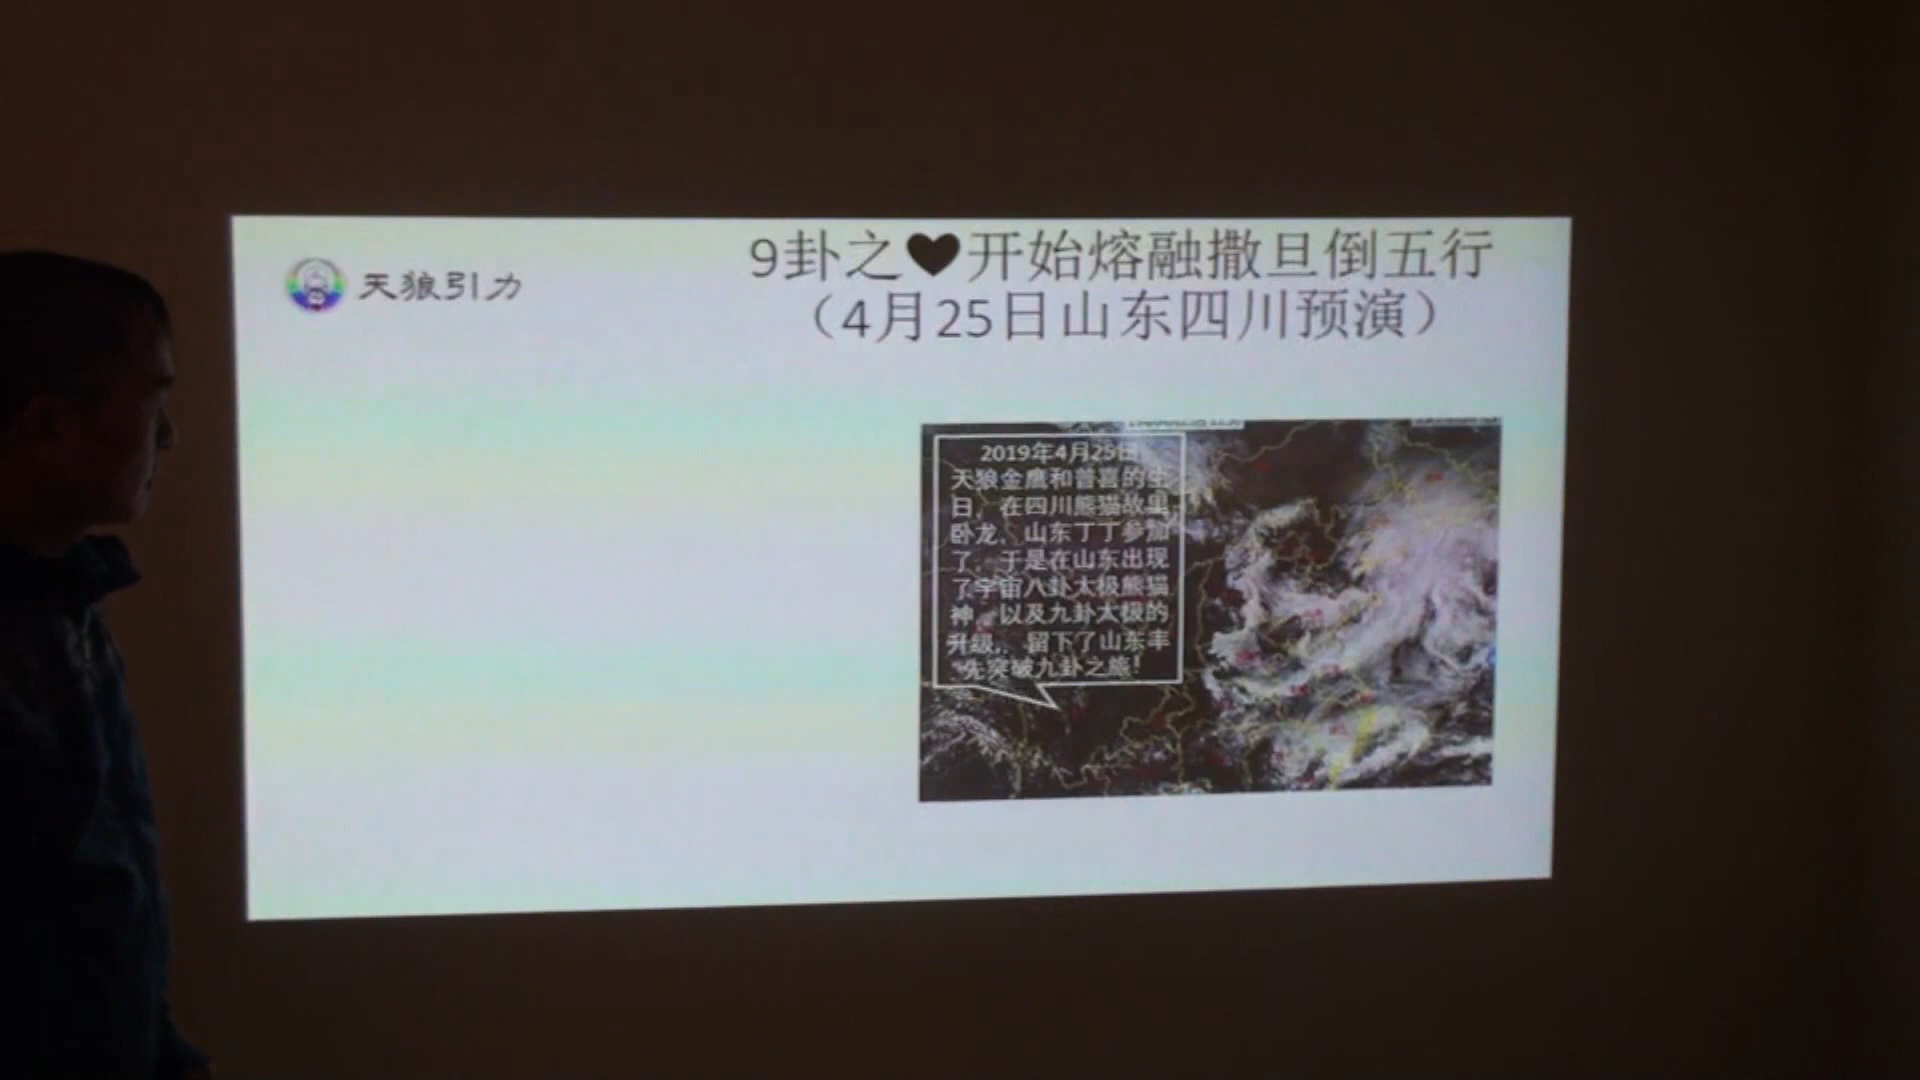 天狼引力
9卦之❤开始熔融撒旦倒五行
（4月25日山东四川预演）
2019年4月25日
天狼金鹰和普喜的生
日，在四川熊猫故里
卧龙、山东丁丁参加
了，于是在山东出现
了宇宙八卦太极熊猫
神，以及九卦太极的
升级，留下了山东丰
先突破九卦之旅！